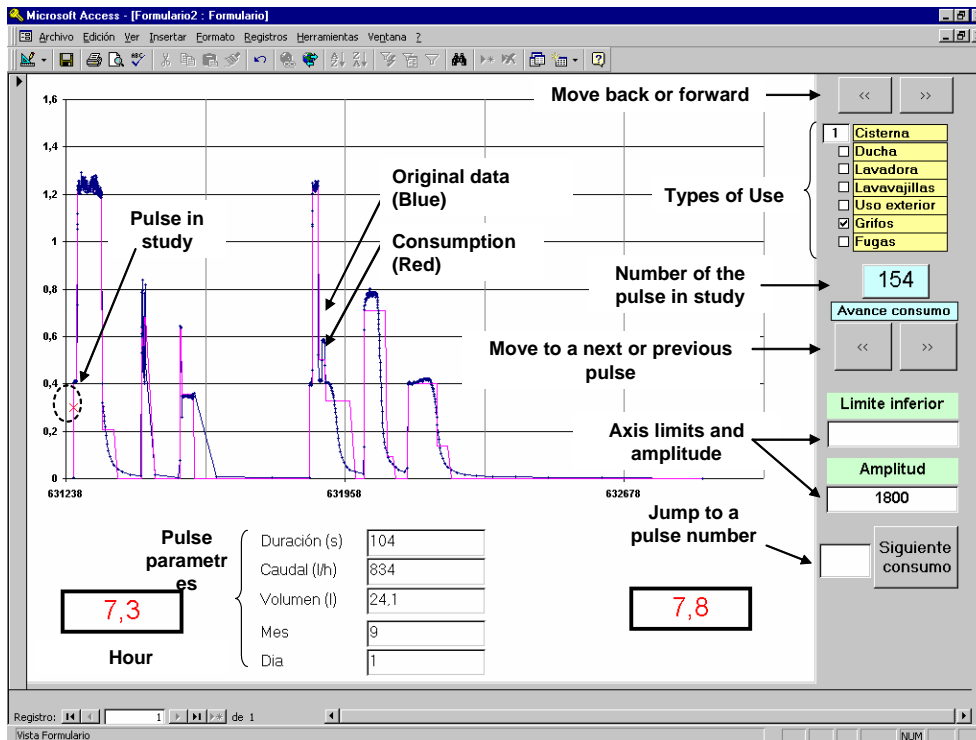 Microsoft Access - [Formulario2 : Formulario]
Archivo Edición Ver Insertar Formato Registros Herramientas Ventana ?
Move back or forward
<< >>
1,6
1,4
1,2
1
0,8
0,6
0,4
0,2
0
631238 631958 632678
Pulse in
study
Original data
(Blue)
Consumption
(Red)
Types of Use
1 Cisterna
Ducha
Lavadora
Lavavajillas
Uso exterior
Grifos
Fugas
Number of the
pulse in study
154
Avance consumo
<< >>
Move to a next or previous
pulse
Limite inferior
Axis limits and
amplitude
Amplitud
1800
Jump to a
pulse number
Siguiente
consumo
Pulse
parametr
es
Duración (s) 104
Caudal (l/h) 834
Volumen (l) 24,1
Mes 9
Dia 1
7,3
Hour
7,8
Registro: 1 de 1
Vista Formulario NUM